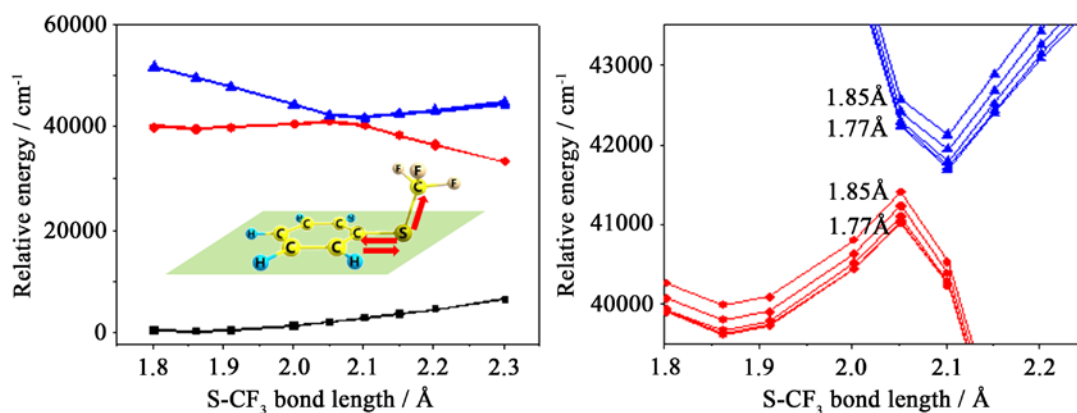 60000
40000
20000
0
Relative energy / cm⁻¹
1.8 1.9 2.0 2.1 2.2 2.3
S-CF₃ bond length / Å
F F F
C
H H
C C
C C S
H
C C
H H
43000
42000
41000
40000
Relative energy / cm⁻¹
1.85Å
1.77Å
1.85Å
1.77Å
1.8 1.9 2.0 2.1 2.2
S-CF₃ bond length / Å